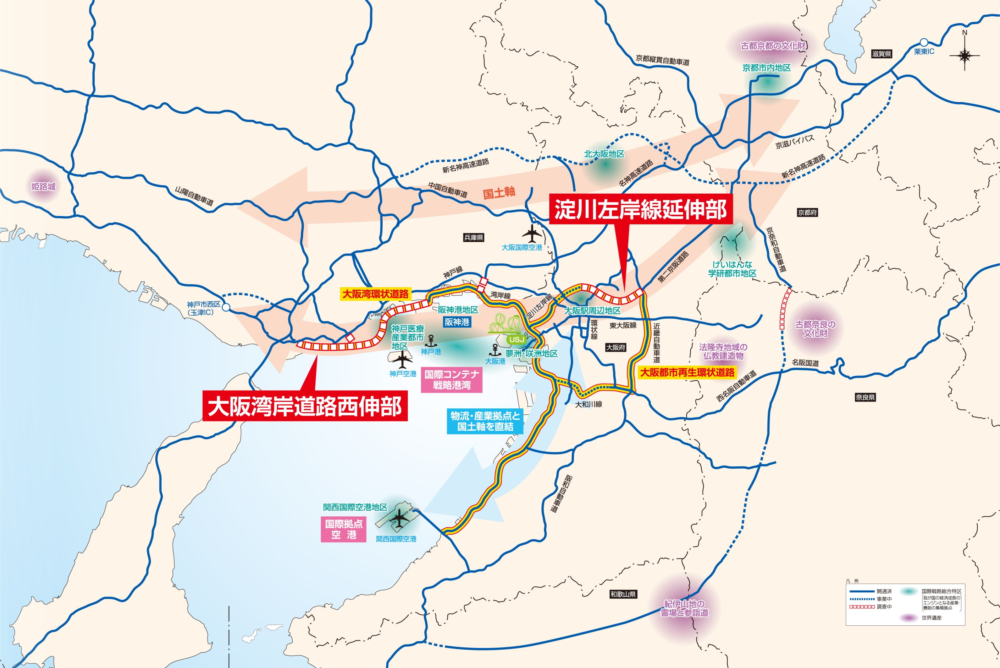 古都京都の文化財
京都市内地区
滋賀県
栗東IC
N
京都縦貫自動車道
北大阪地区
新名神高速道路
名神高速道路
京滋バイパス
新名神高速道路
姫路城
山陽自動車道
中国自動車道
国土軸
淀川左岸線延伸部
京都府
兵庫県
大阪国際空港
京奈和自動車道
けいはんな
学研都市地区
第二京阪道路
神戸線
大阪湾環状道路
湾岸線
神戸市西区
(玉津IC)
阪神港地区
阪神港
淀川左岸線
大阪駅周辺地区
環状線
東大阪線
近畿自動車道
神戸医療
産業都市
地区
神戸港
USJ
大阪港
夢洲・咲洲地区
大阪府
古都奈良の
文化財
法隆寺地域の
仏教建造物
神戸空港
国際コンテナ
戦略港湾
大阪都市再生環状道路
名阪国道
西名阪自動車道
奈良県
大阪湾岸道路西伸部
大和川線
物流・産業拠点と
国土軸を直結
阪和自動車道
関西国際空港地区
国際拠点
空 港
関西国際空港
和歌山県
紀伊山地の
霊場と参詣道
凡 例
開通済
事業中
調査中
国際戦略総合特区
我が国の経済成長の
エンジンとなる産業・
機能の集積拠点
世界遺産